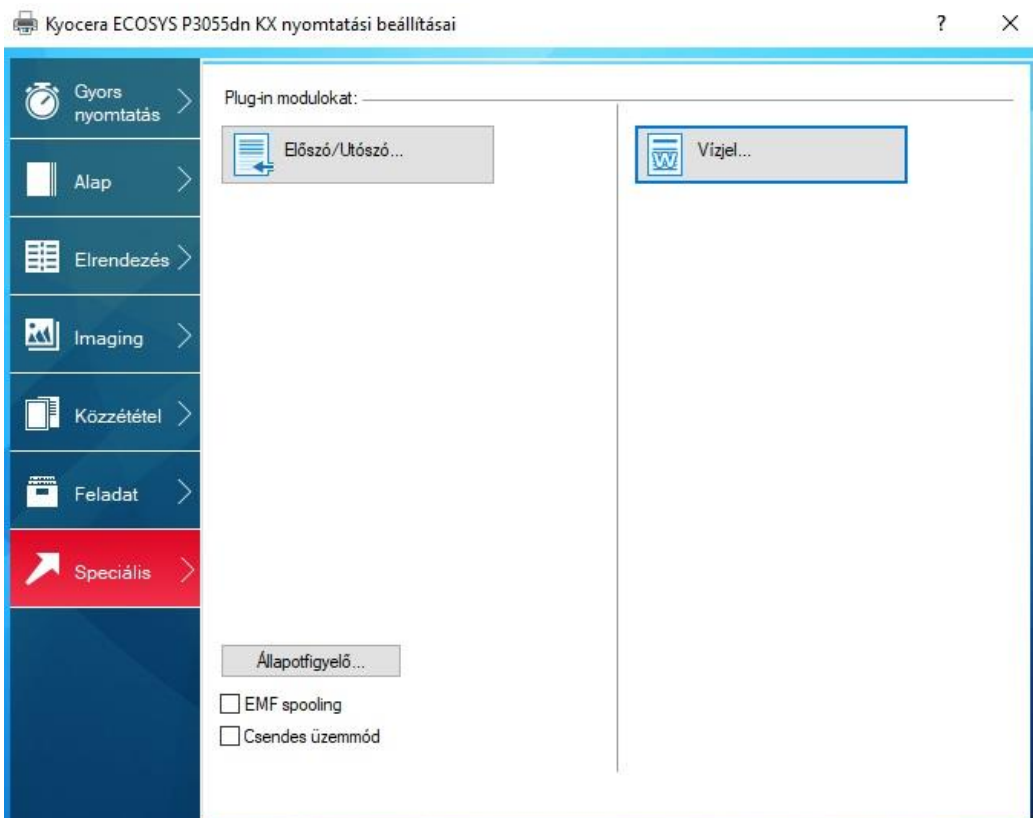 Kyocera ECOSYS P3055dn KX nyomtatási beállításai
?
Gyors
nyomtatás
Alap
Elrendezés
Imaging
Közzététel
Feladat
Speciális
Plug-in modulokat:
Előszó/Utószó...
W
Vízjel...
Állapotfigyelő...
EMF spooling
Csendes üzemmód